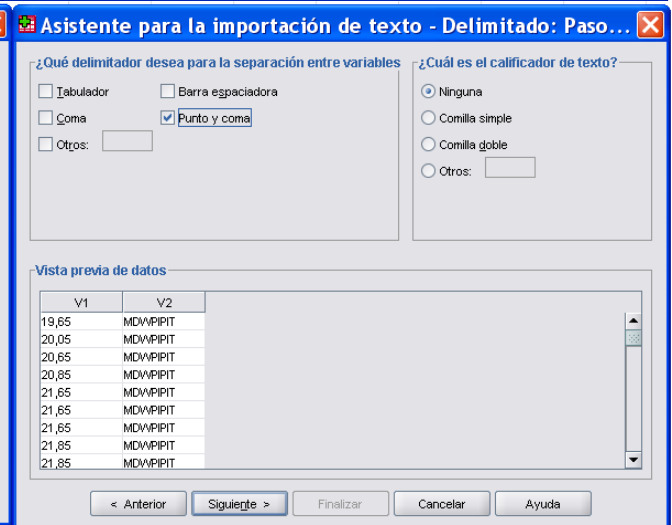 Asistente para la importación de texto - Delimitado: Paso...
¿Qué delimitador desea para la separación entre variables
Tabulador
Barra espaciadora
Coma
Punto y coma
Otros:
¿Cuál es el calificador de texto?
Ninguna
Comilla simple
Comilla doble
Otros:
Vista previa de datos
V1 V2
19,65 MDWPIPIT
20,05 MDWPIPIT
20,65 MDWPIPIT
20,85 MDWPIPIT
21,65 MDWPIPIT
21,65 MDWPIPIT
21,65 MDWPIPIT
21,85 MDWPIPIT
21,85 MDWPIPIT
< Anterior Siguiente > Finalizar Cancelar Ayuda